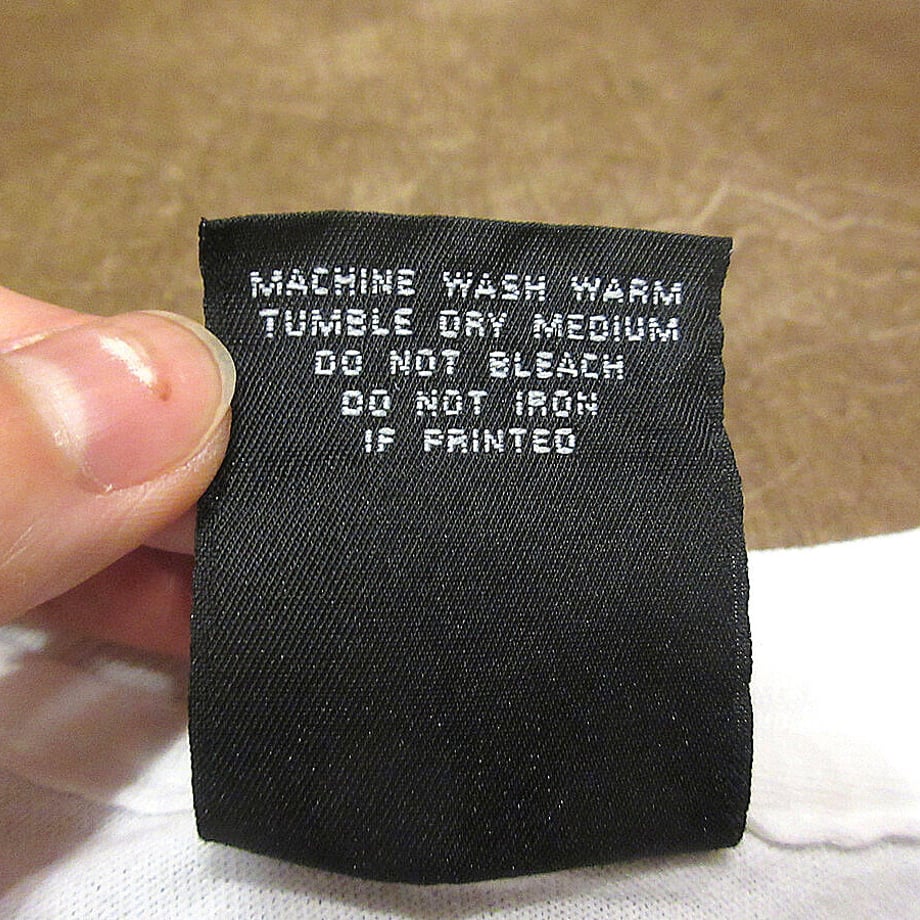 MACHINE WASH WARM
TUMBLE DRY MEDIUM
DO NOT BLEACH
DO NOT IRON
IF PRINTED